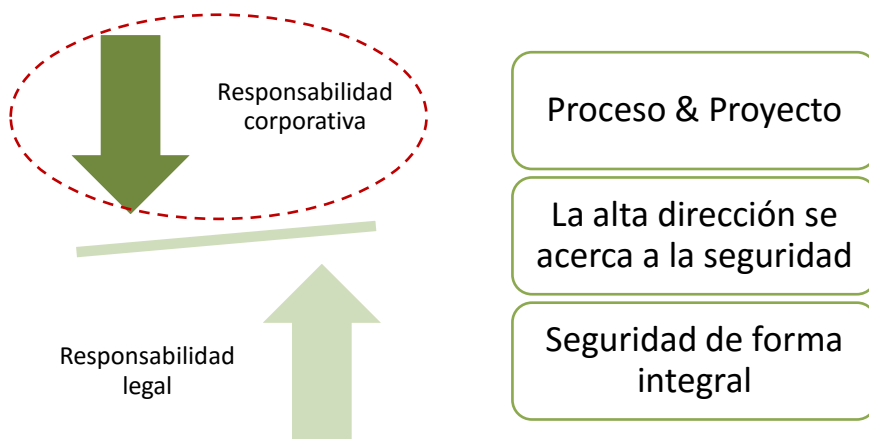 Responsabilidad
corporativa
Responsabilidad
legal
Proceso & Proyecto
La alta dirección se
acerca a la seguridad
Seguridad de forma
integral